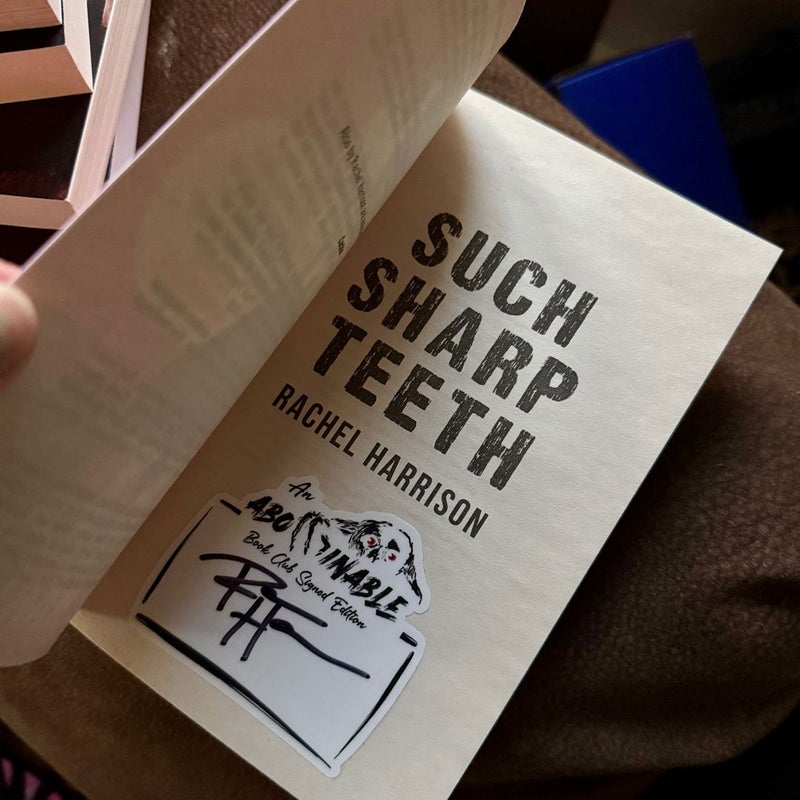 SUCH
SHARP
TEETH
RACHEL HARRISON
An
ABOMINABLE
Book Club Signed Edition